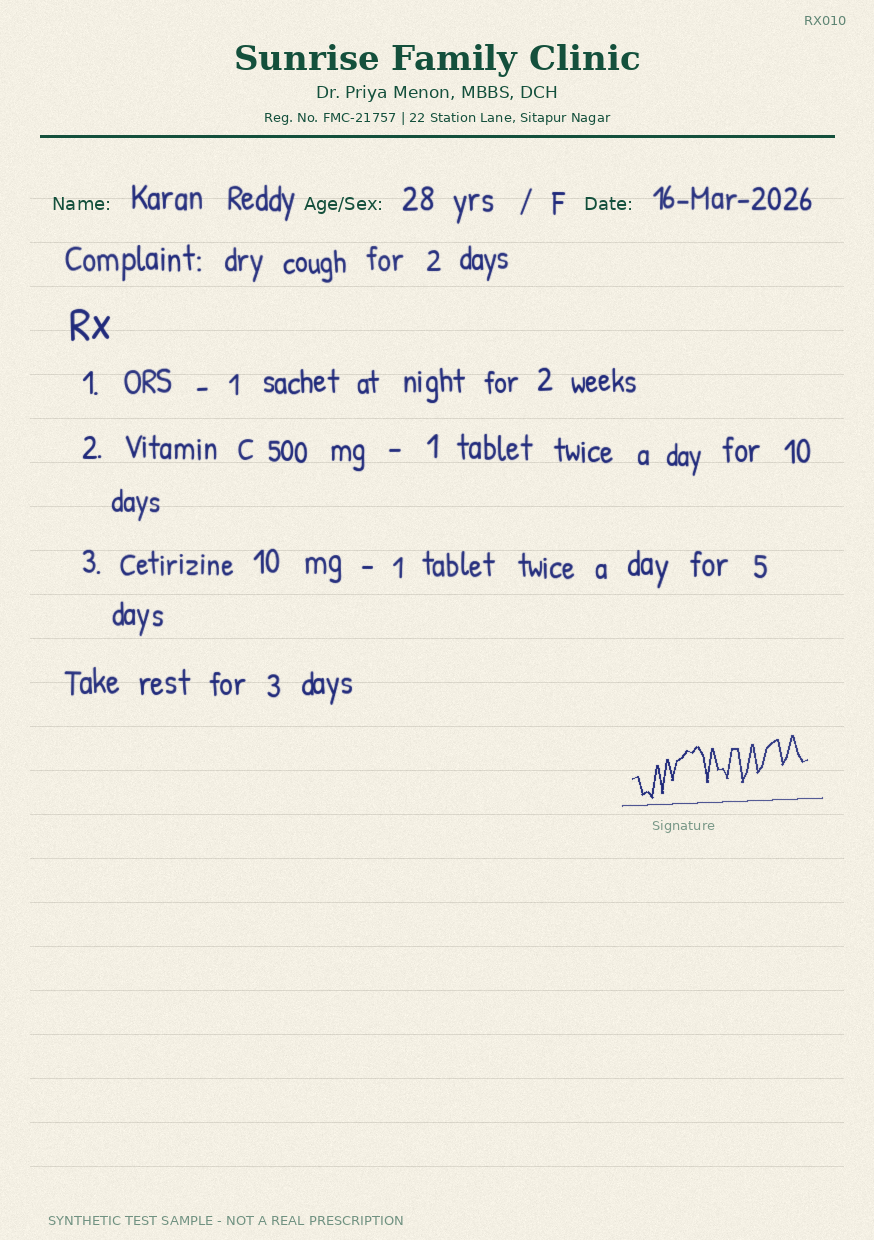 RX010
Sunrise Family Clinic
Dr. Priya Menon, MBBS, DCH
Reg. No. FMC-21757 | 22 Station Lane, Sitapur Nagar
Name: Karan Reddy Age/Sex: 28 yrs / F Date: 16-Mar-2026
Complaint: dry cough for 2 days
Rx
1. ORS - 1 sachet at night for 2 weeks
2. Vitamin C 500 mg - 1 tablet twice a day for 10
days
3. Cetirizine 10 mg - 1 tablet twice a day for 5
days
Take rest for 3 days
Signature
SYNTHETIC TEST SAMPLE - NOT A REAL PRESCRIPTION